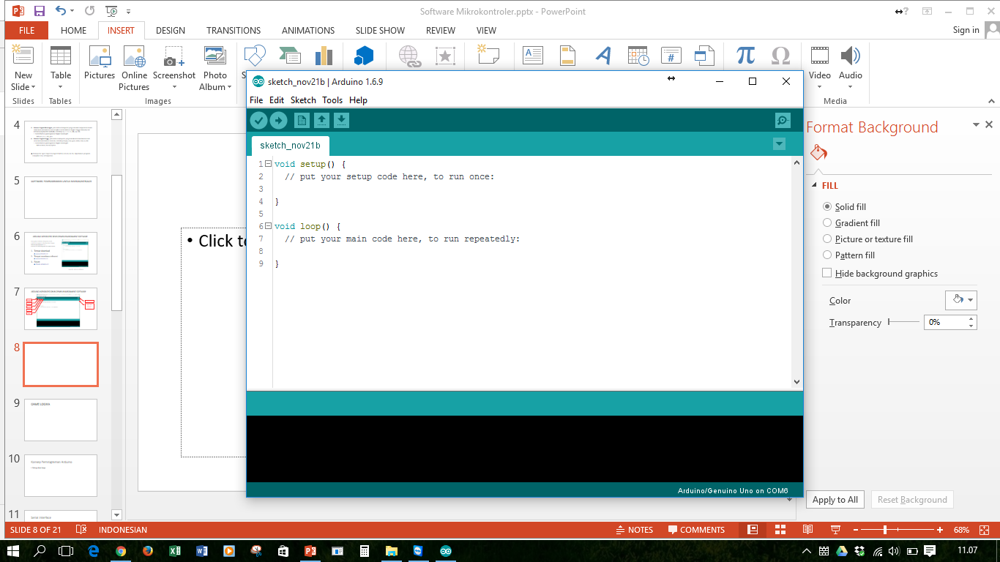 Software Mikrokontroler.pptx - PowerPoint
?
FILE HOME INSERT DESIGN TRANSITIONS ANIMATIONS SLIDE SHOW REVIEW VIEW
Sign in
New Slide
Table
Pictures
Online Pictures
Screenshot
Photo Album
Video
Audio
Slides
Tables
Images
Media
sketch_nov21b | Arduino 1.6.9
File Edit Sketch Tools Help
sketch_nov21b
1 void setup() {
2 // put your setup code here, to run once:
3
4 }
5
6 void loop() {
7 // put your main code here, to run repeatedly:
8
9 }
Arduino/Genuino Uno on COM6
4
5
6
7
8
9
GAME LOGIKA
10
11
Serial Interface
• Click to
Format Background
FILL
Solid fill
Gradient fill
Picture or texture fill
Pattern fill
Hide background graphics
Color
Transparency
0%
Apply to All
Reset Background
SLIDE 8 OF 21
INDONESIAN
NOTES
COMMENTS
68%
11.07